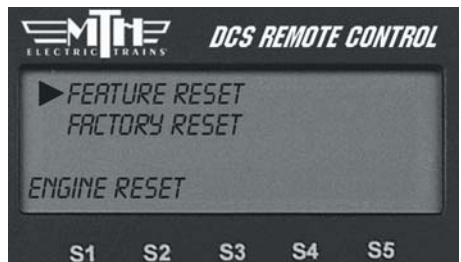 MTH
ELECTRIC TRAINS®
DCS REMOTE CONTROL
FEATURE RESET
FACTORY RESET
ENGINE RESET
S1 S2 S3 S4 S5